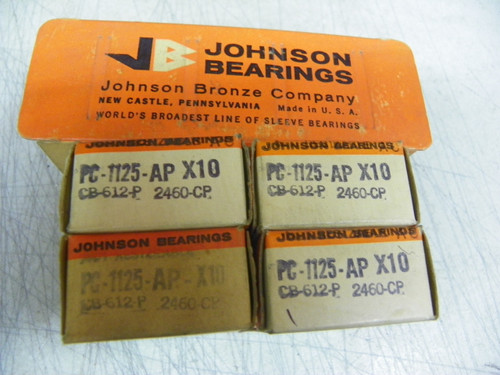 JB JOHNSON
BEARINGS
Johnson Bronze Company
NEW CASTLE, PENNSYLVANIA Made in U. S. A.
WORLD'S BROADEST LINE OF SLEEVE BEARINGS
JOHNSON BEARINGS
PC-1125-AP X10
CB-612-P 2460-CP
JOHNSON BEARINGS
PC-1125-AP X10
CB-612-P. 2460-CP.
JOHNSON BEARINGS
PC-1125-AP-X10
CB-612-P. 2460-CP.
JOHNSON BEARINGS
PC-1125-AP X10
CB-612-P. 2460-CP.